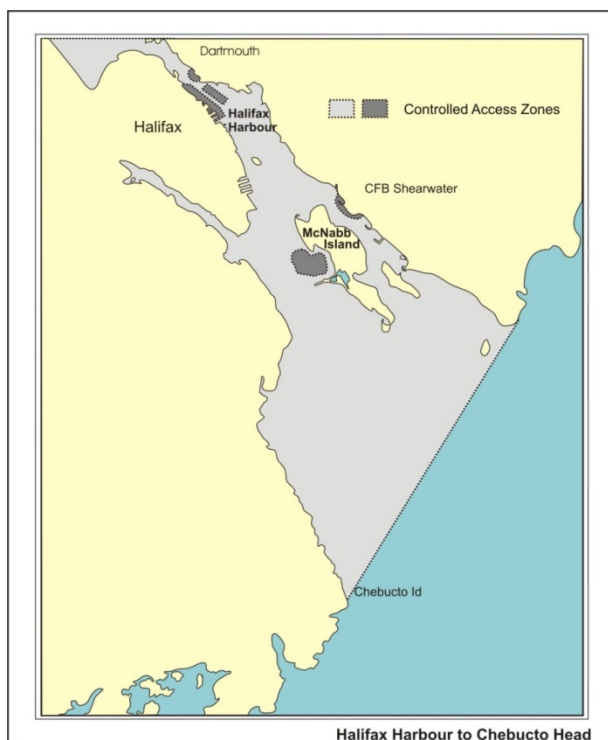 Dartmouth
Halifax
Harbour
Controlled Access Zones
Halifax
CFB Shearwater
McNabb
Island
Chebucto Id
Halifax Harbour to Chebucto Head